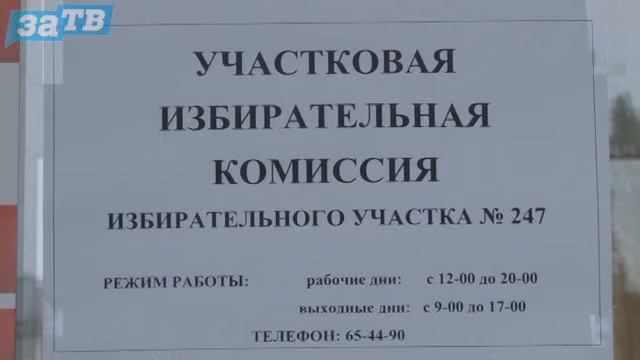 заТВ
УЧАСТКОВАЯ
ИЗБИРАТЕЛЬНАЯ
КОМИССИЯ
ИЗБИРАТЕЛЬНОГО УЧАСТКА № 247
РЕЖИМ РАБОТЫ: рабочие дни: с 12-00 до 20-00
выходные дни: с 9-00 до 17-00
ТЕЛЕФОН: 65-44-90